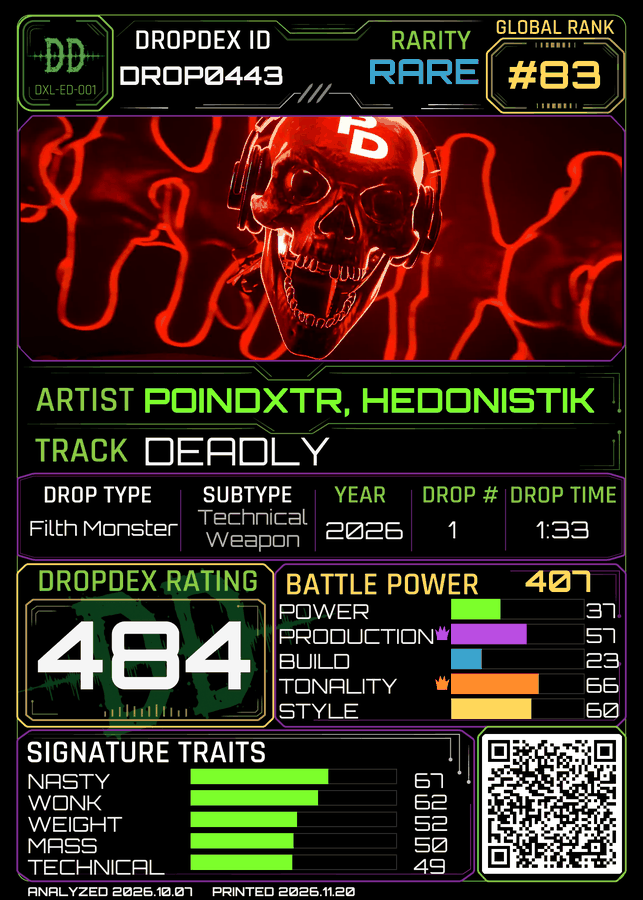 DD
DXL-ED-001
DROPDEX ID
DROP0443
RARITY
RARE
GLOBAL RANK
#83
PD
ARTIST POINDXTR, HEDONISTIK
TRACK DEADLY
DROP TYPE SUBTYPE YEAR DROP # DROP TIME
Filth Monster Technical Weapon 2026 1 1:33
DROPDEX RATING
484
BATTLE POWER 407
POWER 37
PRODUCTION 57
BUILD 23
TONALITY 66
STYLE 60
SIGNATURE TRAITS
NASTY 67
WONK 62
WEIGHT 52
MASS 50
TECHNICAL 49
ANALYZED 2026.10.07 PRINTED 2026.11.20